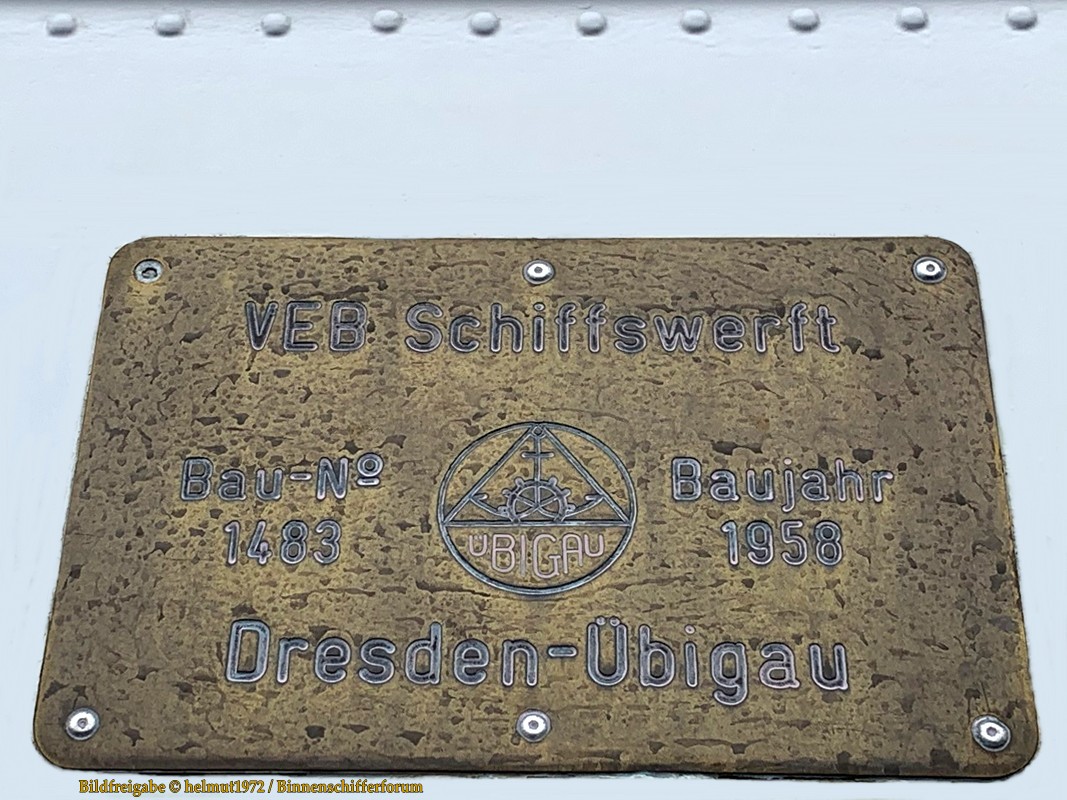 VEB Schiffswerft
Bau-Nº
1483
ÜBIGAU
Baujahr
1958
Dresden-Übigau
Bildfreigabe © helmut1972 / Binnenschifferforum